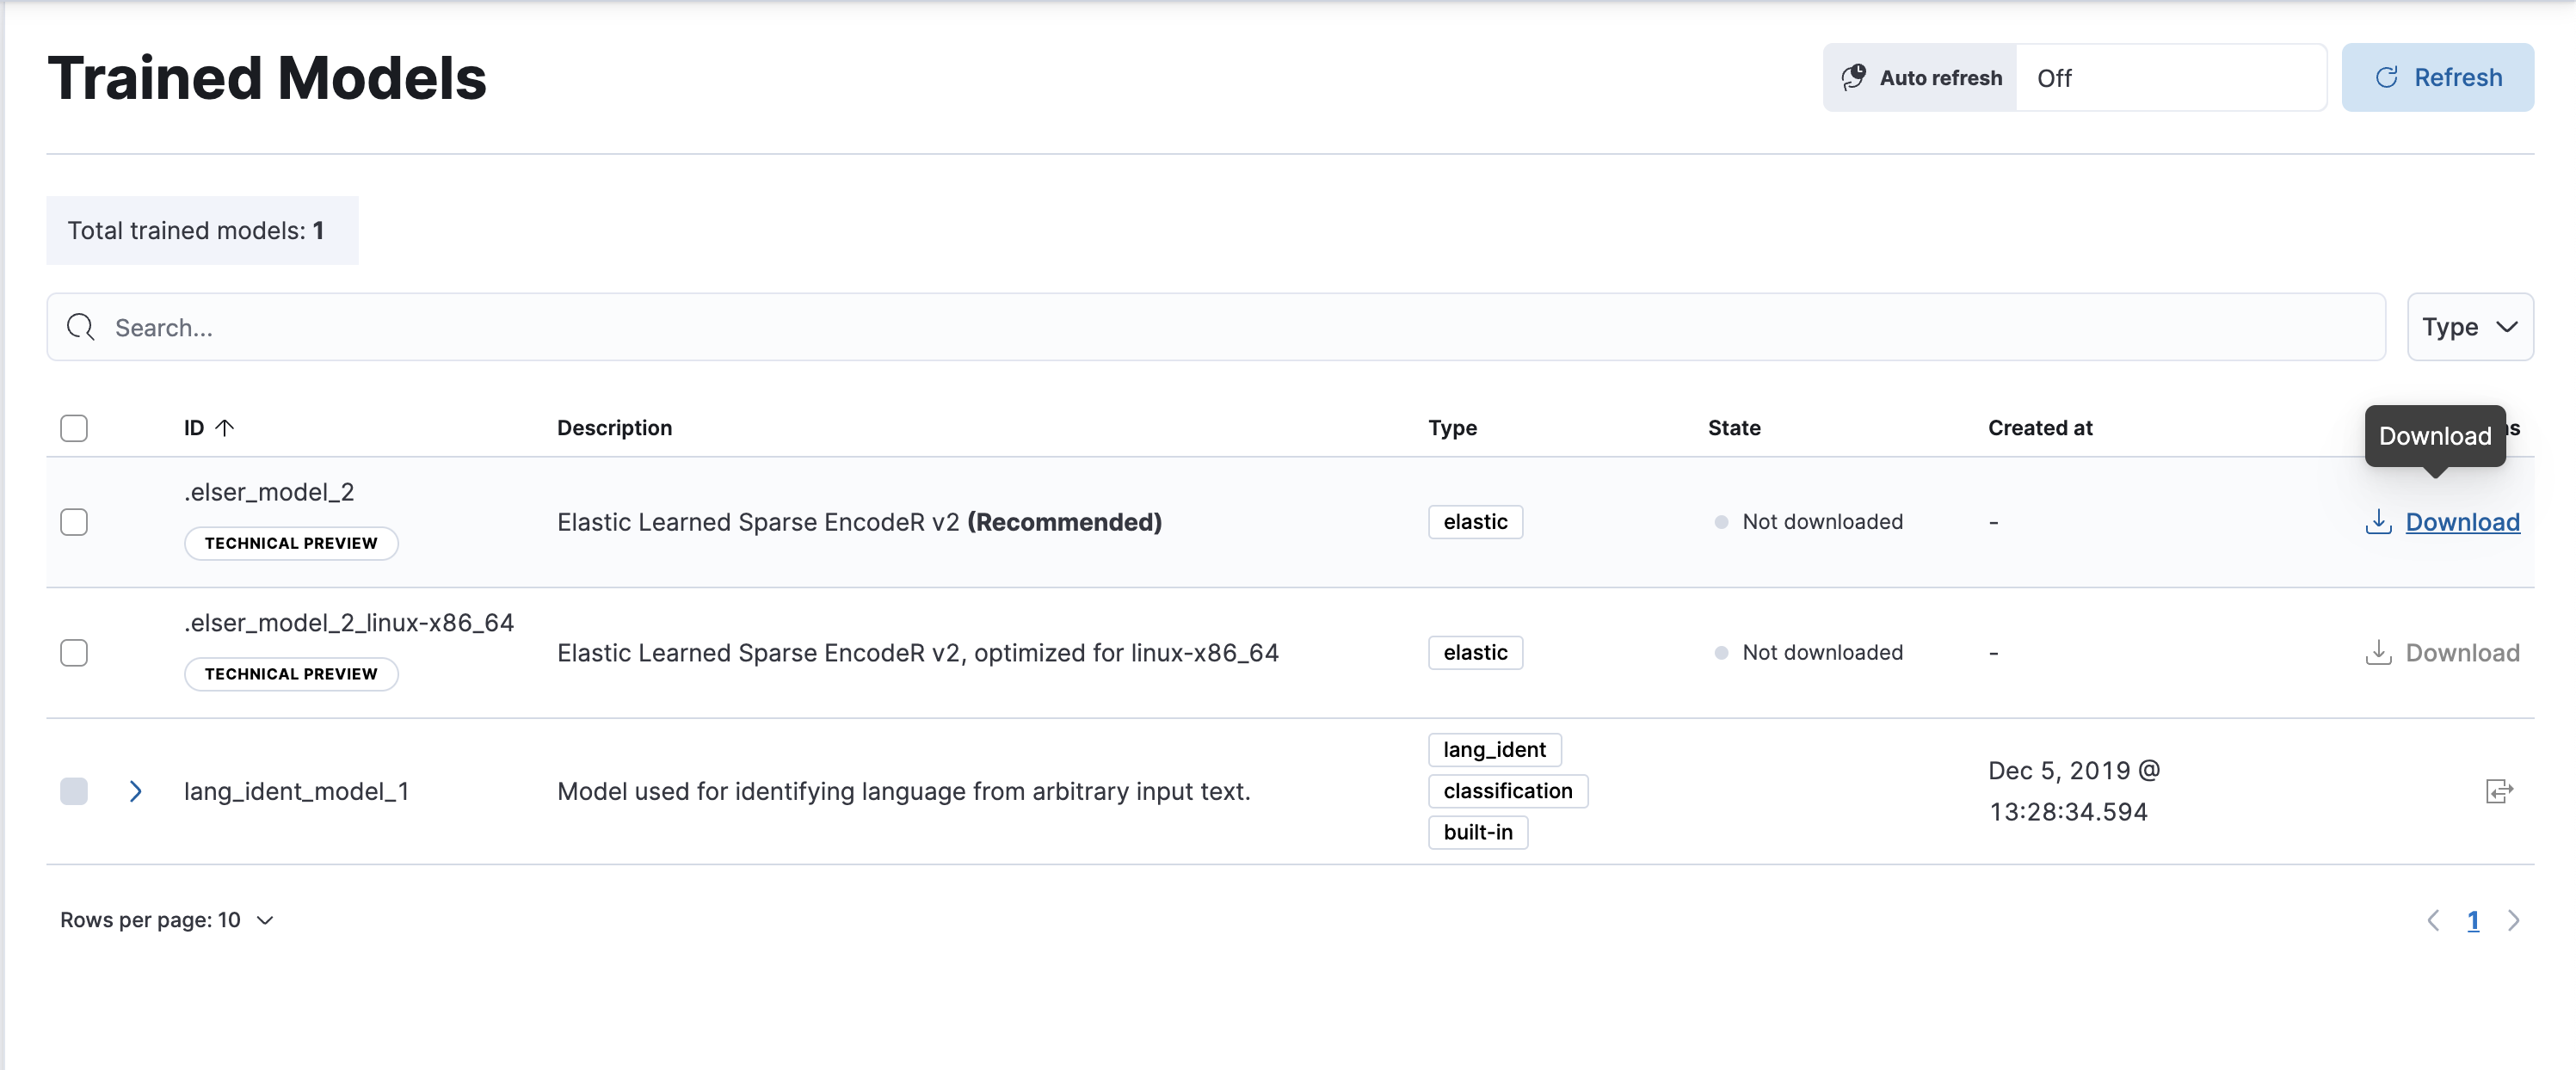 Trained Models
Auto refresh Off Refresh
Total trained models: 1
Search...
Type
ID Description Type State Created at
Download
.elser_model_2
TECHNICAL PREVIEW
Elastic Learned Sparse EncodeR v2 (Recommended)
elastic
Not downloaded
-
Download
.elser_model_2_linux-x86_64
TECHNICAL PREVIEW
Elastic Learned Sparse EncodeR v2, optimized for linux-x86_64
elastic
Not downloaded
-
Download
lang_ident_model_1
Model used for identifying language from arbitrary input text.
lang_ident
classification
built-in
Dec 5, 2019 @
13:28:34.594
Rows per page: 10
1